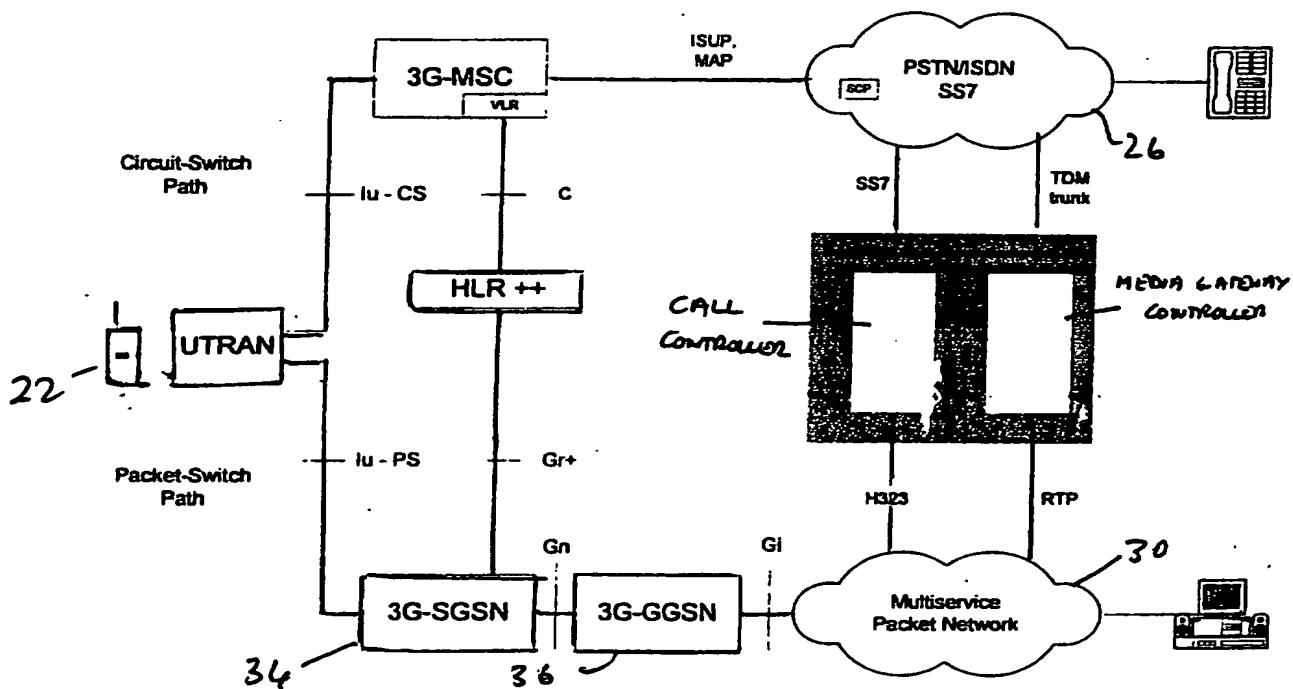 ISUP,
MAP
3G-MSC
VLR
PSTN/ISDN
SS7
SCP
26
Circuit-Switch
Path
Iu - CS
C
SS7
TDM
trunk
HLR ++
CALL
CONTROLLER
MEDIA GATEWAY
CONTROLLER
UTRAN
22
Packet-Switch
Path
Iu - PS
Gr+
H323
RTP
Gn
Gi
30
3G-SGSN
3G-GGSN
Multiservice
Packet Network
34
36